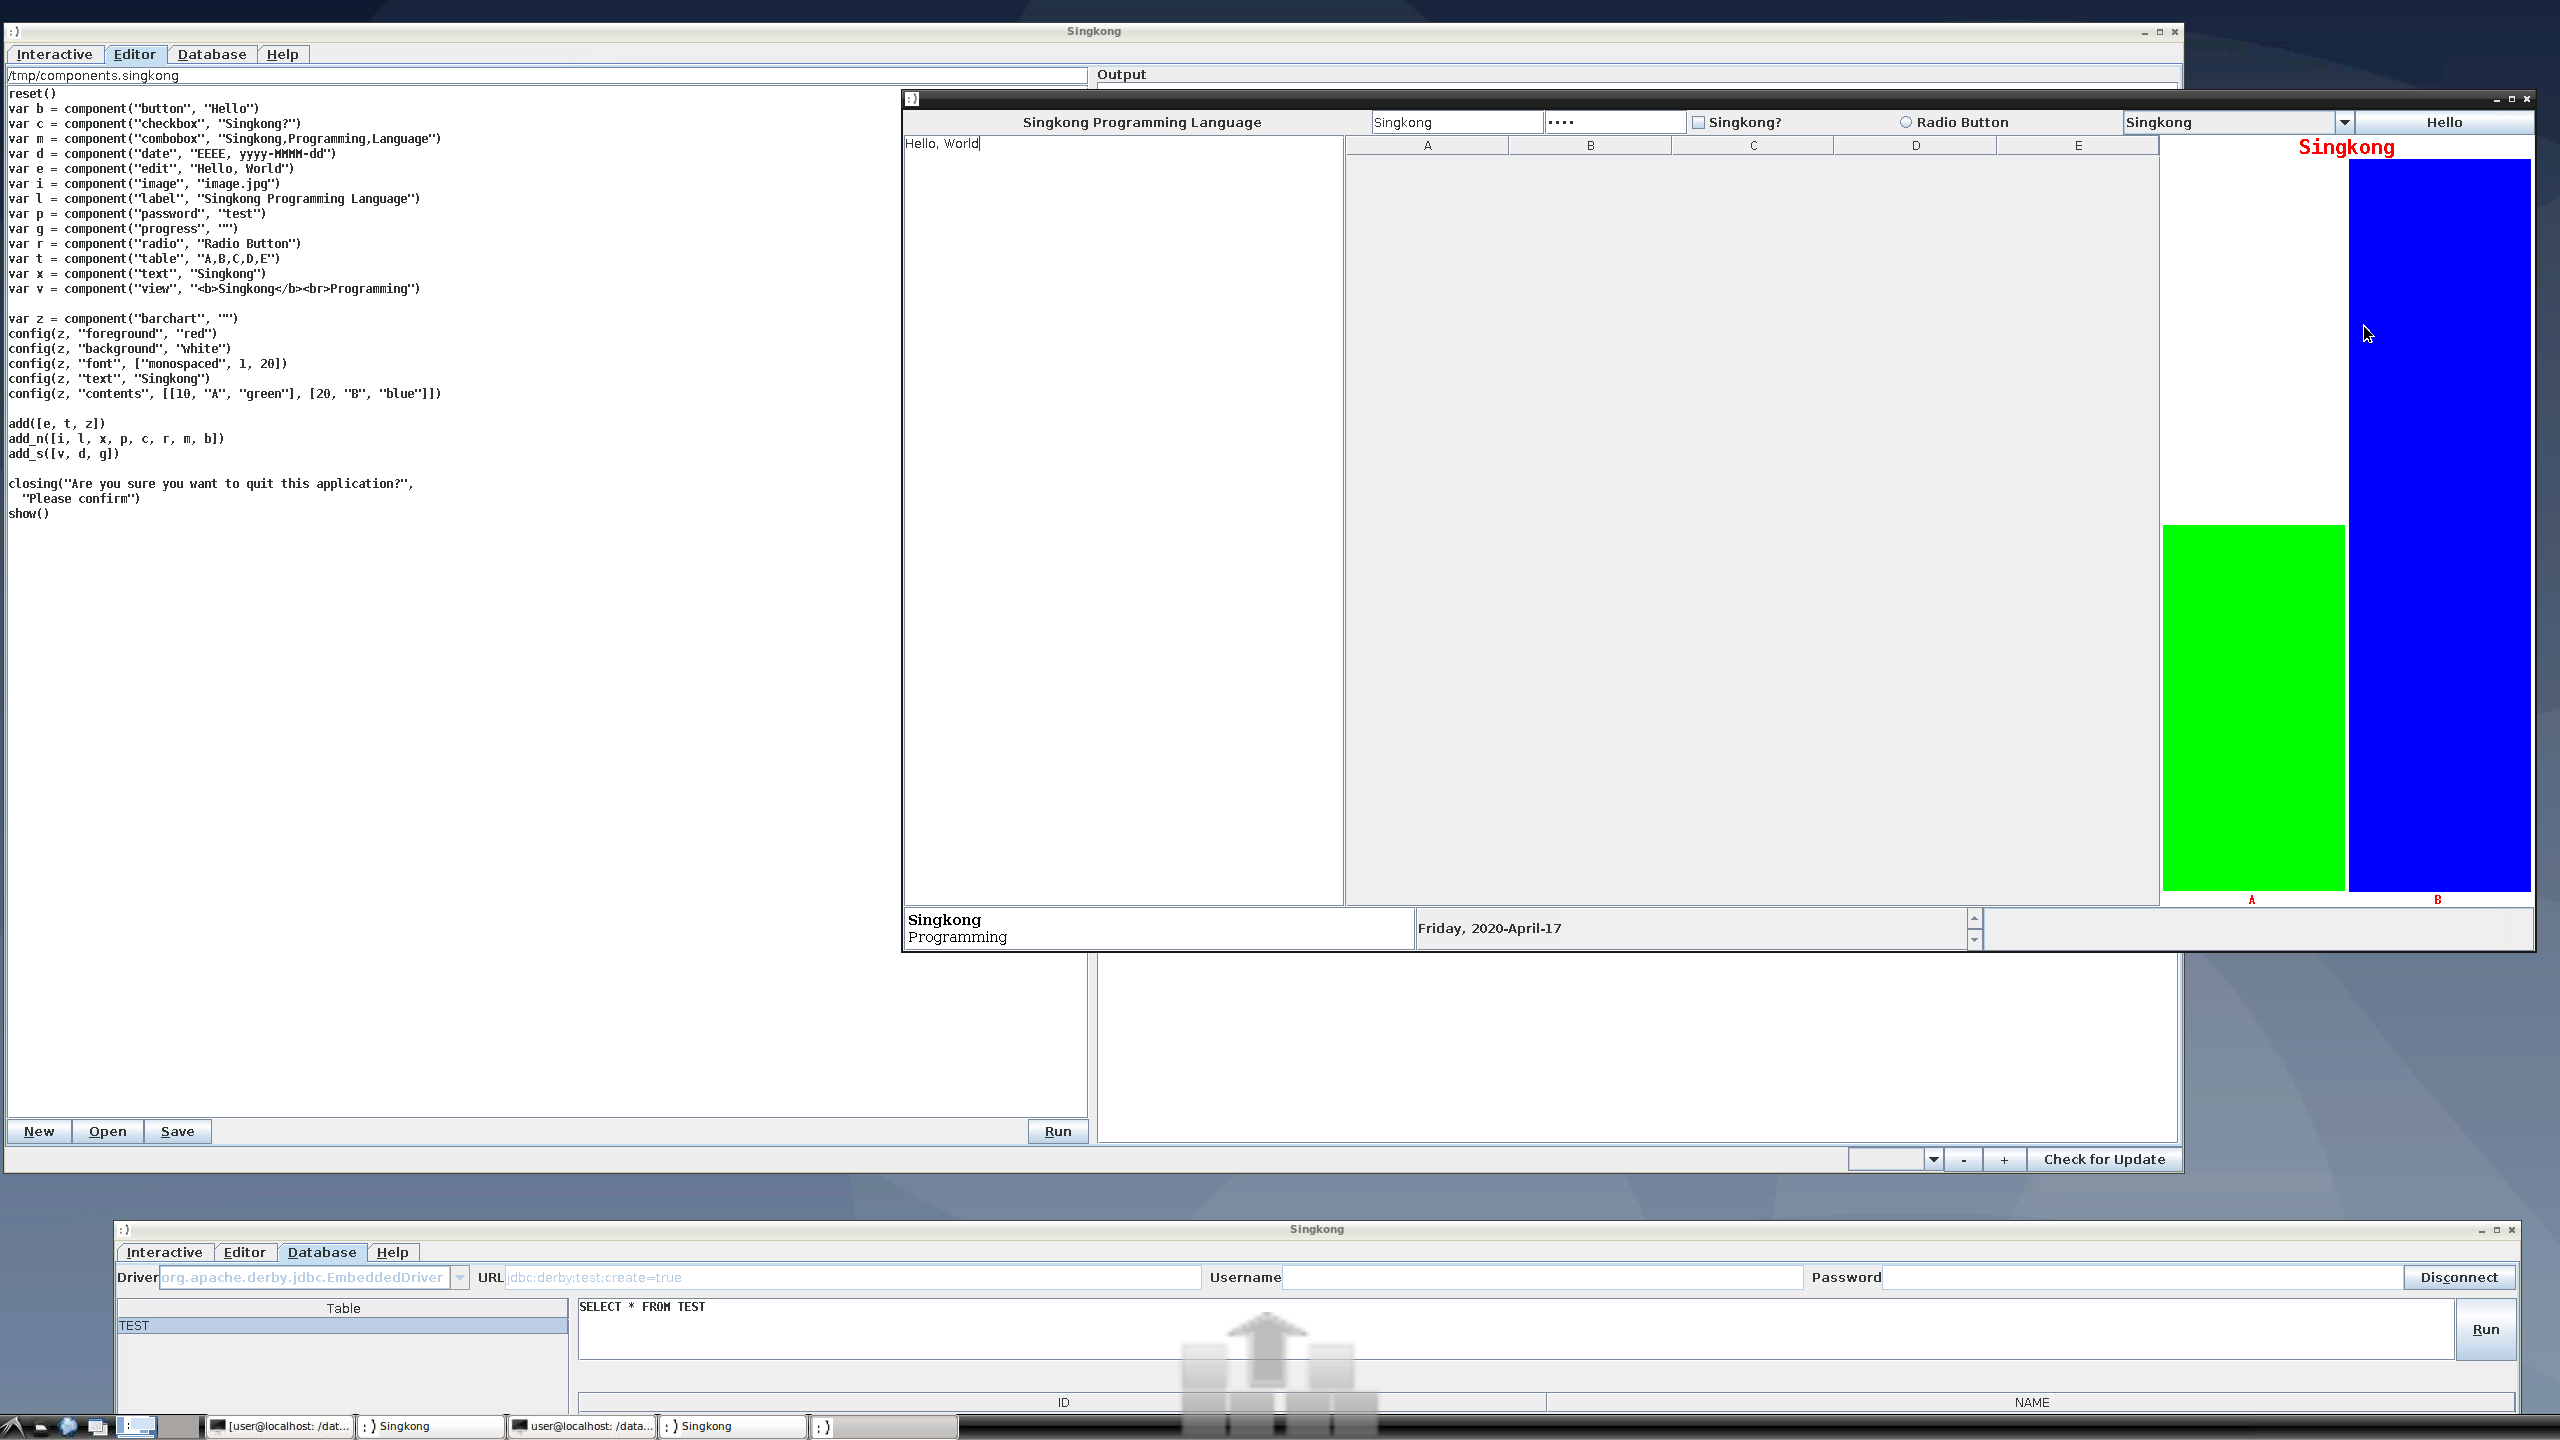 :) Singkong
Interactive Editor Database Help
/tmp/components.singkong
Output
reset()
var b = component("button", "Hello")
var c = component("checkbox", "Singkong?")
var m = component("combobox", "Singkong,Programming,Language")
var d = component("date", "EEEE, yyyy-MMMM-dd")
var e = component("edit", "Hello, World")
var i = component("image", "image.jpg")
var l = component("label", "Singkong Programming Language")
var p = component("password", "test")
var g = component("progress", "")
var r = component("radio", "Radio Button")
var t = component("table", "A,B,C,D,E")
var x = component("text", "Singkong")
var v = component("view", "<b>Singkong</b><br>Programming")
var z = component("barchart", "")
config(z, "foreground", "red")
config(z, "background", "white")
config(z, "font", ["monospaced", 1, 20])
config(z, "text", "Singkong")
config(z, "contents", [[10, "A", "green"], [20, "B", "blue"]])
add([e, t, z])
add_n([i, l, x, p, c, r, m, b])
add_s([v, d, g])
closing("Are you sure you want to quit this application?",
"Please confirm")
show()
New Open Save Run
- + Check for Update
:)
Singkong Programming Language Singkong •••• Singkong? Radio Button Singkong Hello
Hello, World
A B C D E
Singkong
A B
Singkong
Programming
Friday, 2020-April-17
:) Singkong
Interactive Editor Database Help
Driver org.apache.derby.jdbc.EmbeddedDriver URL jdbc:derby:test;create=true Username Password Disconnect
Table
TEST
SELECT * FROM TEST
Run
ID NAME
[user@localhost: /dat... :) Singkong user@localhost: /data... :) Singkong :)